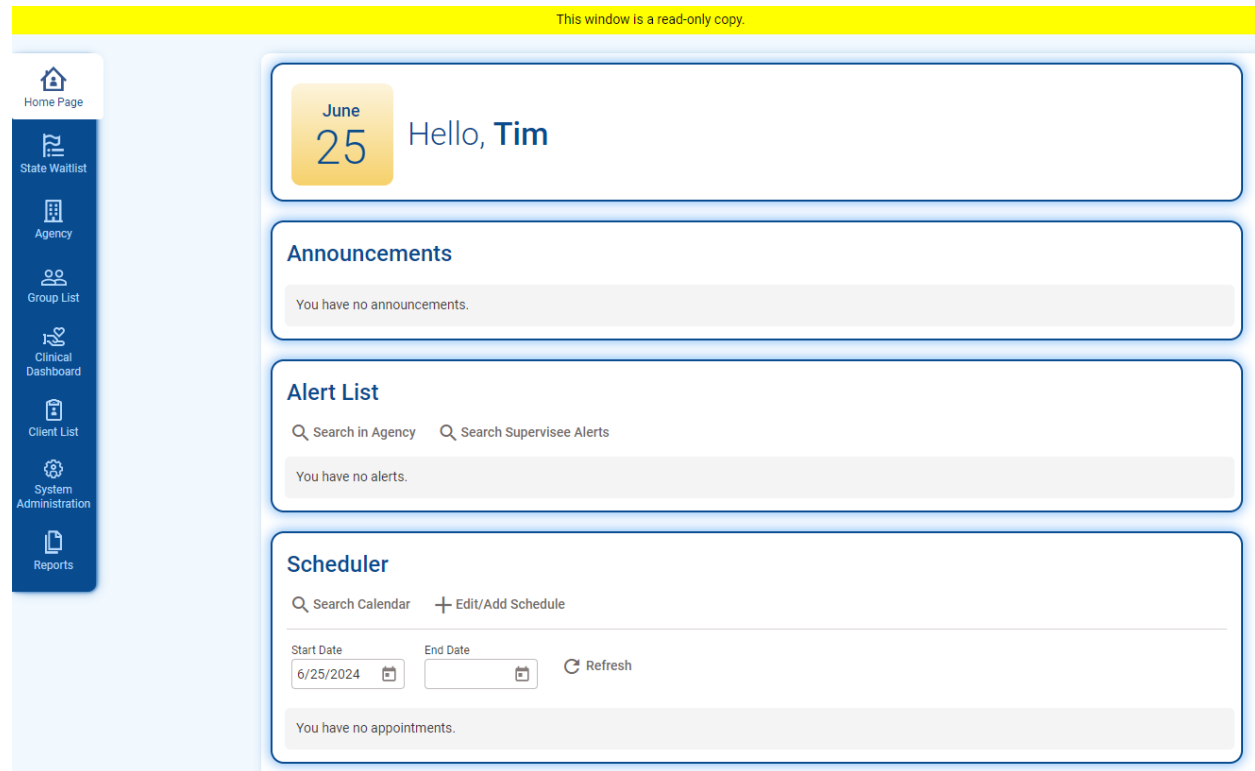 This window is a read-only copy.
Home Page
State Waitlist
Agency
Group List
Clinical
Dashboard
Client List
System
Administration
Reports
June
25
Hello, Tim
Announcements
You have no announcements.
Alert List
Search in Agency Search Supervisee Alerts
You have no alerts.
Scheduler
Search Calendar Edit/Add Schedule
Start Date End Date
6/25/2024 Refresh
You have no appointments.